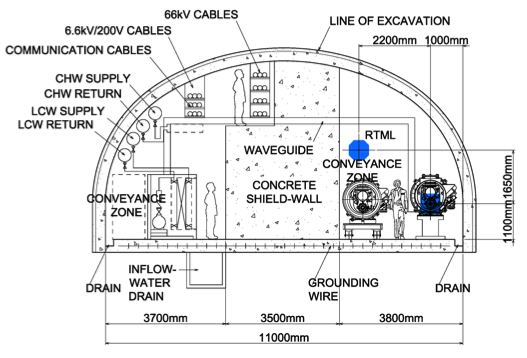 66kV CABLES
6.6kV/200V CABLES
LINE OF EXCAVATION
COMMUNICATION CABLES
2200mm
1000mm
CHW SUPPLY
CHW RETURN
LCW SUPPLY
LCW RETURN
RTML
WAVEGUIDE
CONVEYANCE
ZONE
1650mm
CONCRETE
SHIELD-WALL
CONVEYANCE
ZONE
1100mm
DRAIN
INFLOW-
WATER
DRAIN
GROUNDING
WIRE
DRAIN
3700mm
3500mm
3800mm
11000mm